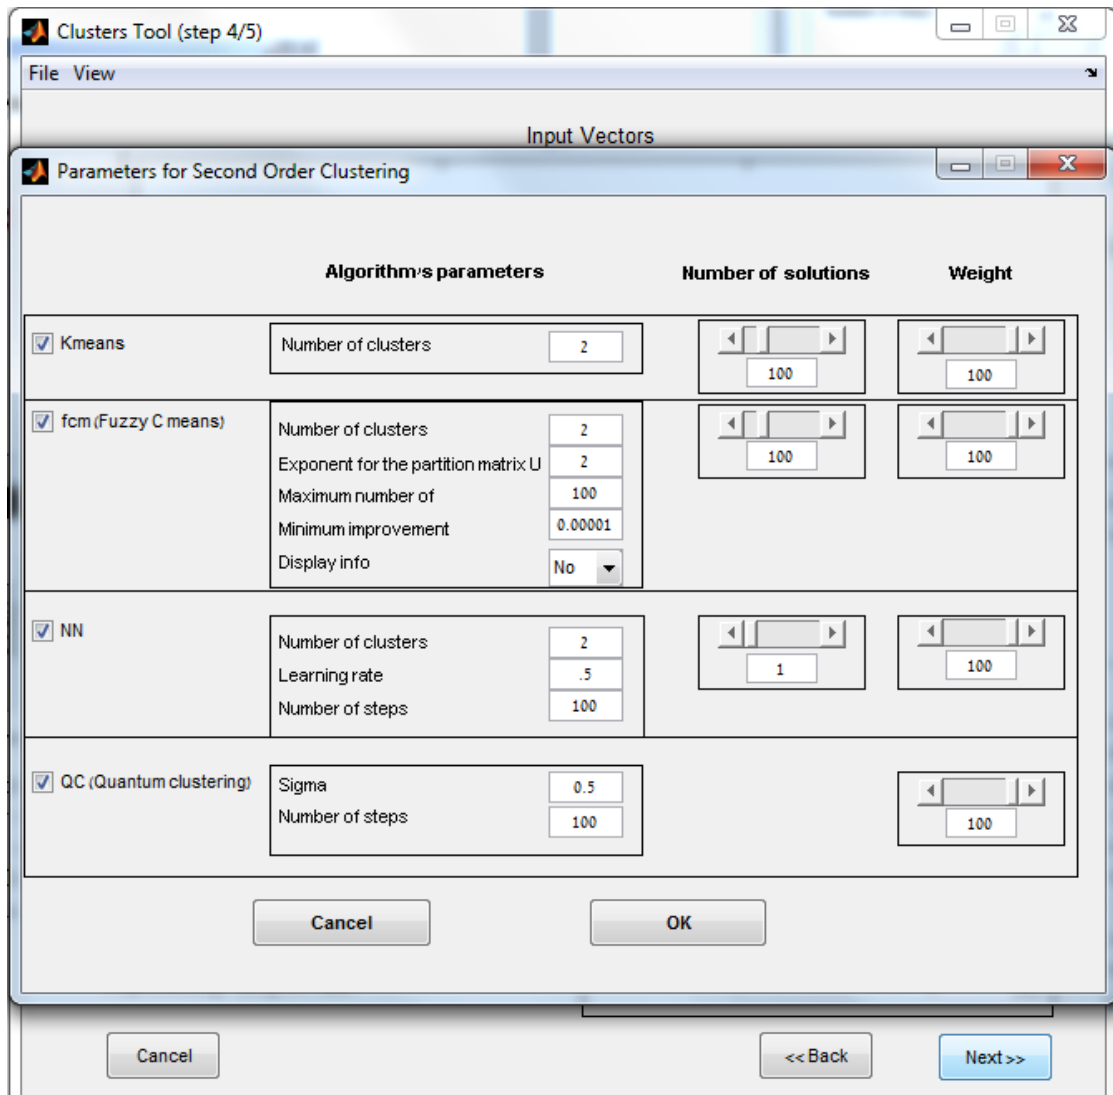 Clusters Tool (step 4/5)
File View
Input Vectors
Parameters for Second Order Clustering
Algorithm's parameters Number of solutions Weight
Kmeans Number of clusters 2
100 100
fcm (Fuzzy C means)
Number of clusters 2
Exponent for the partition matrix U 2 100 100
Maximum number of 100
Minimum improvement 0.00001
Display info No
NN
Number of clusters 2
Learning rate .5 1 100
Number of steps 100
QC (Quantum clustering) Sigma 0.5
Number of steps 100 100
Cancel OK
Cancel << Back Next >>